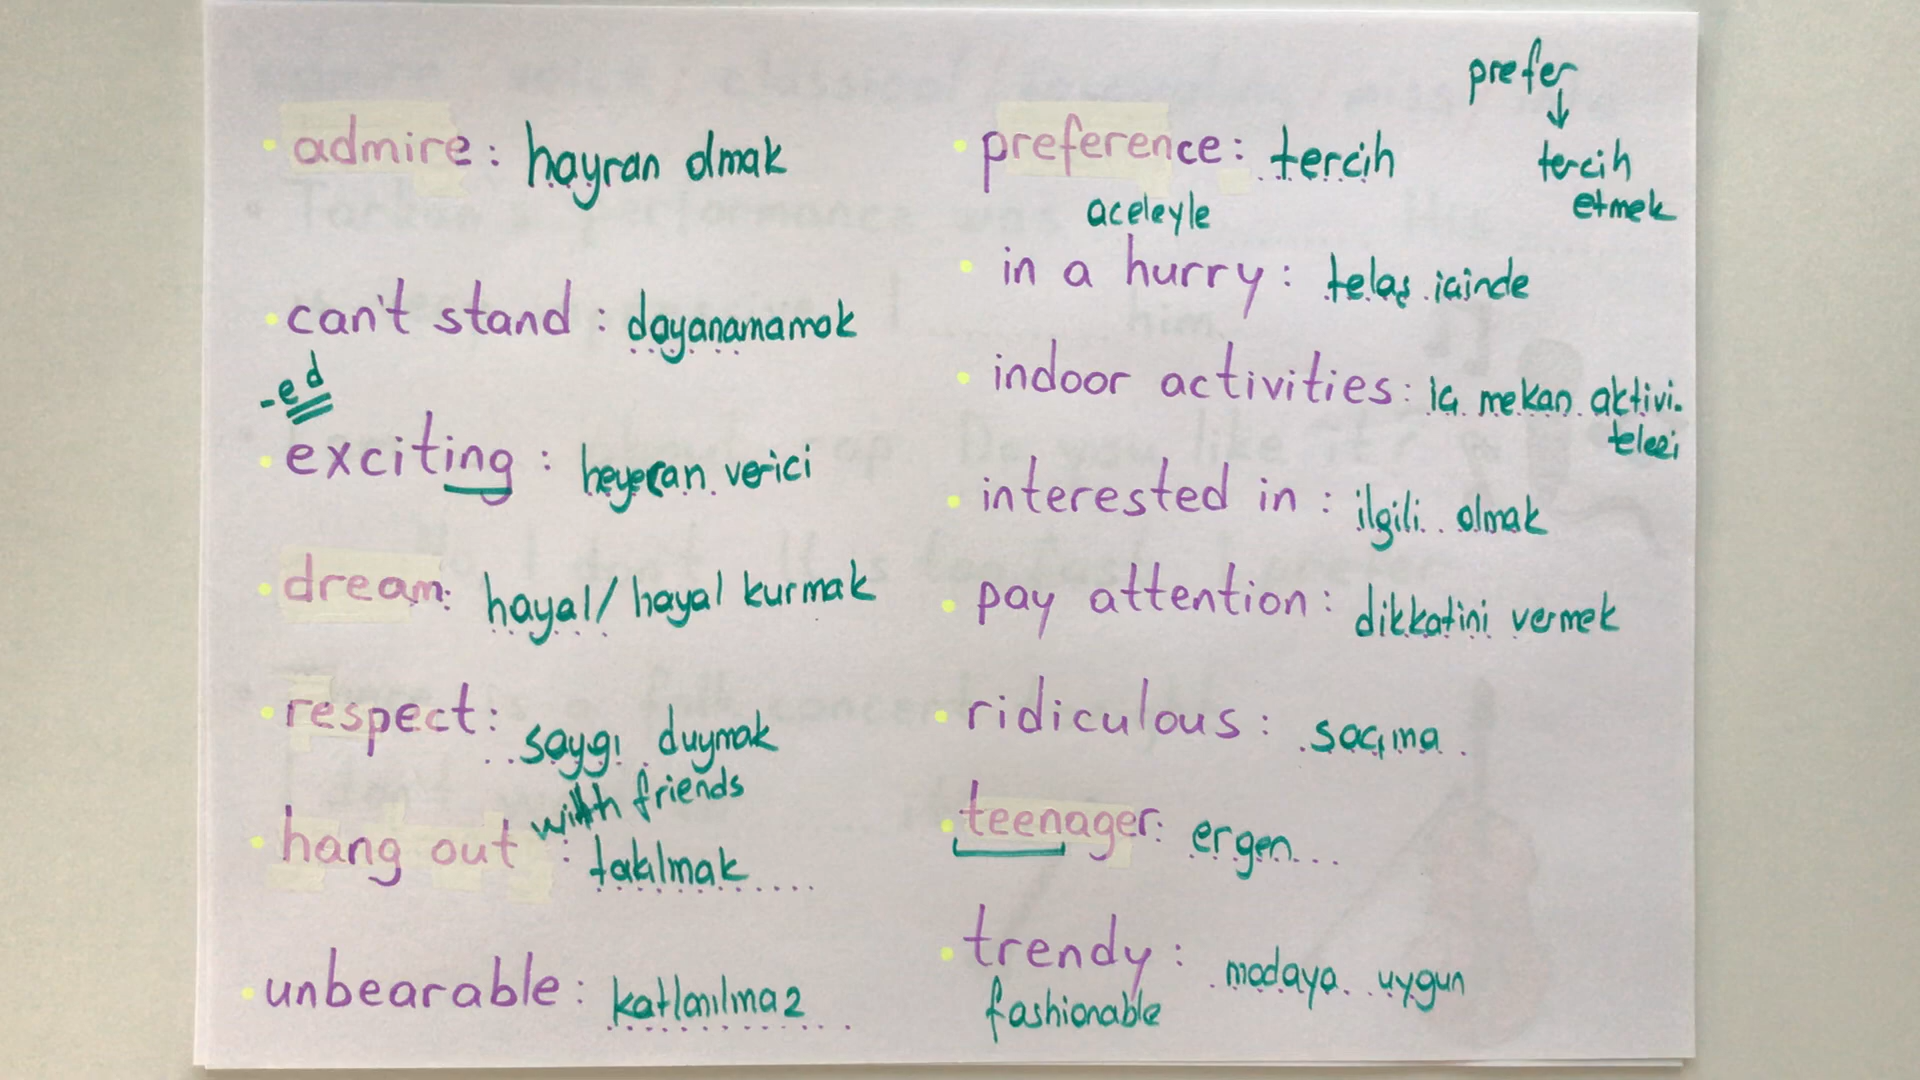 admire: hayran olmak
can't stand: dayanamamak
-ed
exciting: heyecan verici
dream: hayal/ hayal kurmak
respect: saygı duymak
with friends
hang out: takılmak
unbearable: katlanılmaz
prefer
↓
tercih
etmek
preference: tercih
aceleyle
in a hurry: telaş içinde
indoor activities: iç mekan aktivi-
teleri
interested in: ilgili olmak
pay attention: dikkatini vermek
ridiculous: saçma
teenager: ergen
trendy: modaya uygun
fashionable